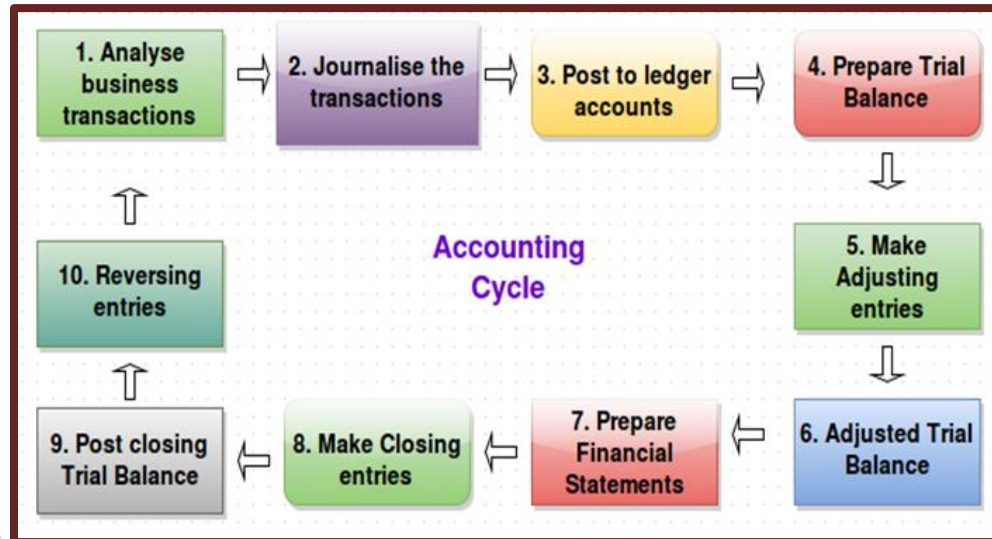 1. Analyse
business
transactions
2. Journalise the
transactions
3. Post to ledger
accounts
4. Prepare Trial
Balance
Accounting
Cycle
5. Make
Adjusting
entries
6. Adjusted Trial
Balance
7. Prepare
Financial
Statements
8. Make Closing
entries
9. Post closing
Trial Balance
10. Reversing
entries